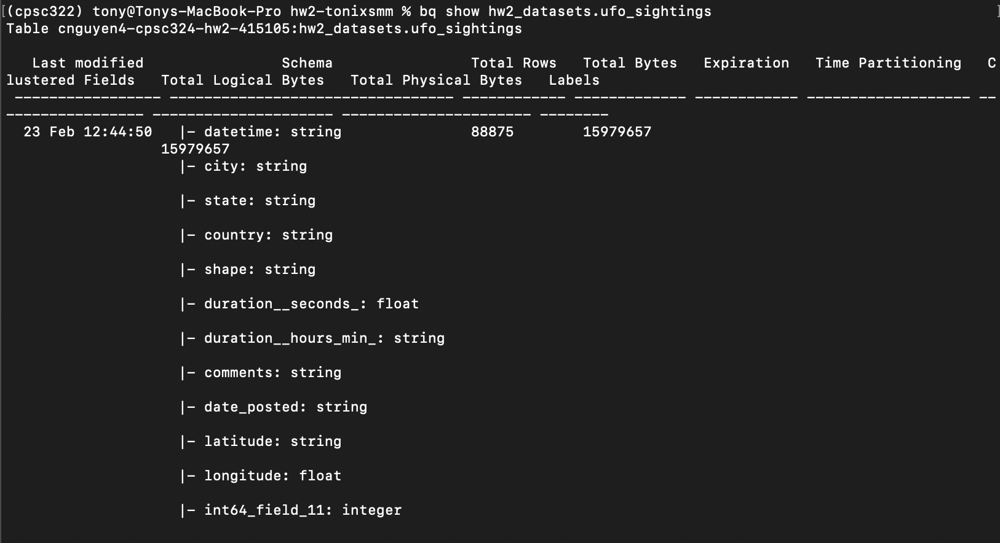 [(cpsc322) tony@Tonys-MacBook-Pro hw2-tonixsmm % bq show hw2_datasets.ufo_sightings ]
Table cnguyen4-cpsc324-hw2-415105:hw2_datasets.ufo_sightings
Last modified Schema Total Rows Total Bytes Expiration Time Partitioning C
lustered Fields Total Logical Bytes Total Physical Bytes Labels
----------------- --------------------------------- ------------ ------------- ------------ ------------------- --
---------------- --------------------- ---------------------- --------
23 Feb 12:44:50 |- datetime: string 88875 15979657
15979657
|- city: string
|- state: string
|- country: string
|- shape: string
|- duration__seconds_: float
|- duration__hours_min_: string
|- comments: string
|- date_posted: string
|- latitude: string
|- longitude: float
|- int64_field_11: integer